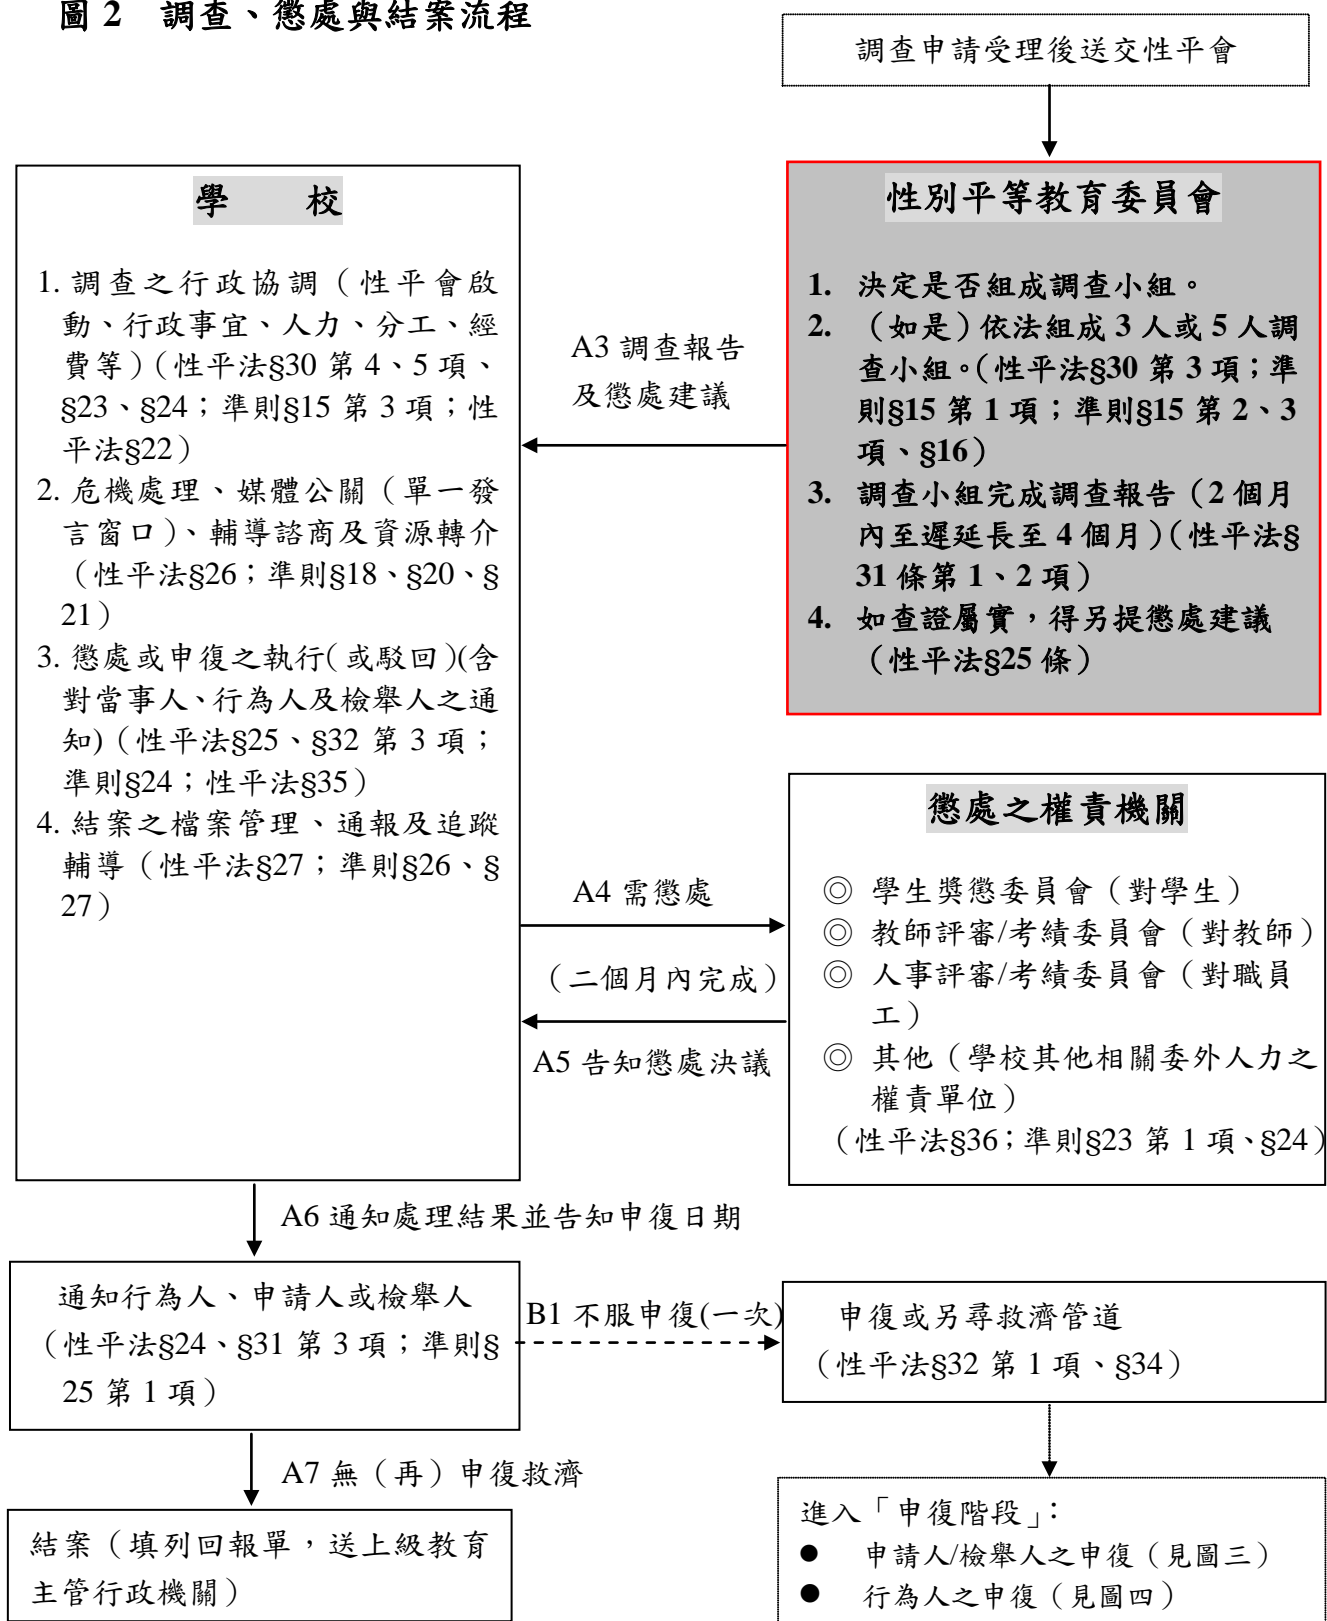 圖 2 調查、懲處與結案流程
調查申請受理後送交性平會
學 校
1. 調查之行政協調（性平會啟
動、行政事宜、人力、分工、經
費等）（性平法§30 第 4、5 項、
§23、§24；準則§15 第 3 項；性
平法§22）
2. 危機處理、媒體公關（單一發
言窗口）、輔導諮商及資源轉介
（性平法§26；準則§18、§20、§
21）
3. 懲處或申復之執行(或駁回)(含
對當事人、行為人及檢舉人之通
知)（性平法§25、§32 第 3 項；
準則§24；性平法§35）
4. 結案之檔案管理、通報及追蹤
輔導（性平法§27；準則§26、§
27）
A3 調查報告
及懲處建議
性別平等教育委員會
1. 決定是否組成調查小組。
2. （如是）依法組成 3 人或 5 人調
查小組。（性平法§30 第 3 項；準
則§15 第 1 項；準則§15 第 2、3
項、§16）
3. 調查小組完成調查報告（2 個月
內至遲延長至 4 個月）（性平法§
31 條第 1、2 項）
4. 如查證屬實，得另提懲處建議
（性平法§25 條）
A4 需懲處
（二個月內完成）
A5 告知懲處決議
懲處之權責機關
◎ 學生獎懲委員會（對學生）
◎ 教師評審/考績委員會（對教師）
◎ 人事評審/考績委員會（對職員
工）
◎ 其他（學校其他相關委外人力之
權責單位）
（性平法§36；準則§23 第 1 項、§24）
A6 通知處理結果並告知申復日期
通知行為人、申請人或檢舉人
（性平法§24、§31 第 3 項；準則§
25 第 1 項）
B1 不服申復(一次)
申復或另尋救濟管道
（性平法§32 第 1 項、§34）
A7 無（再）申復救濟
結案（填列回報單，送上級教育
主管行政機關）
進入「申復階段」：
● 申請人/檢舉人之申復（見圖三）
● 行為人之申復（見圖四）